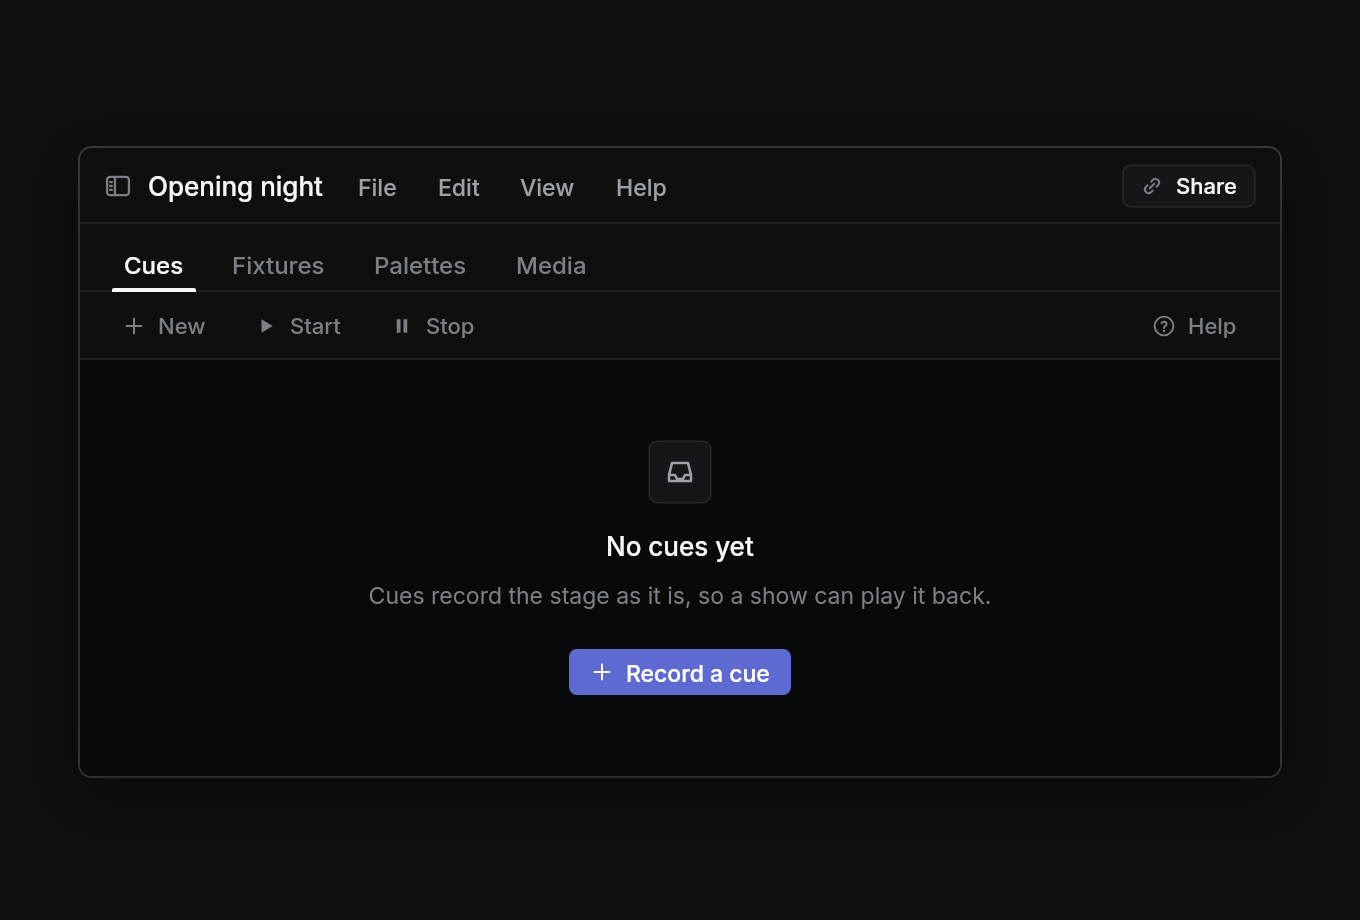 Opening night File Edit View Help Share
Cues Fixtures Palettes Media
New Start Stop Help
No cues yet
Cues record the stage as it is, so a show can play it back.
Record a cue